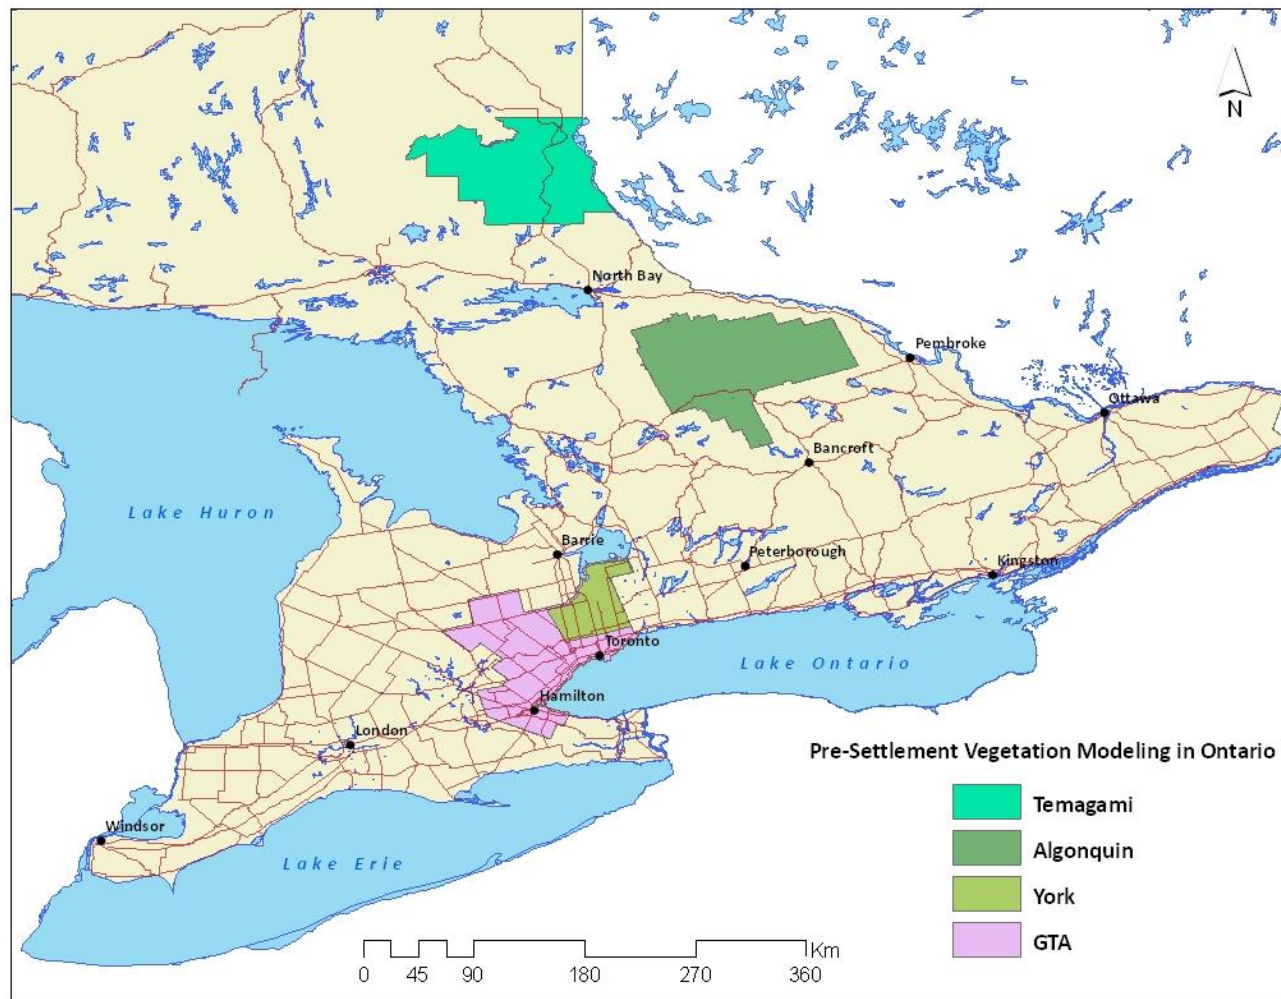 N
North Bay
Pembroke
Ottawa
Bancroft
Lake Huron
Barrie
Peterborough
Kingston
Toronto
Lake Ontario
Hamilton
London
Windsor
Lake Erie
Pre-Settlement Vegetation Modeling in Ontario
Temagami
Algonquin
York
GTA
Km
0 45 90 180 270 360